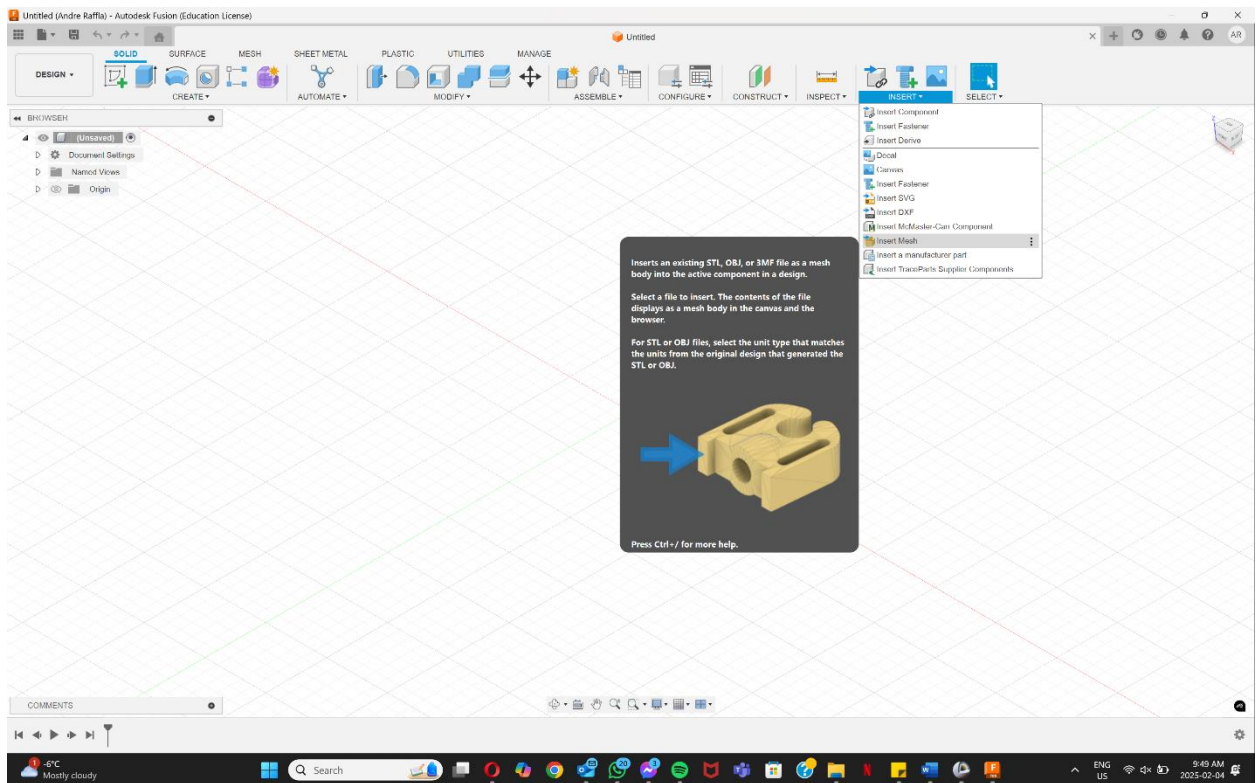 Untitled (Andre Raffla) - Autodesk Fusion (Education License)
Untitled
AR
SOLID SURFACE MESH SHEET METAL PLASTIC UTILITIES MANAGE
DESIGN
CREATE AUTOMATE MODIFY ASSEMBLE CONFIGURE CONSTRUCT INSPECT INSERT SELECT
BROWSER
(Unsaved)
Document Settings
Named Views
Origin
Insert Component
Insert Fastener
Insert Derive
Decal
Canvas
Insert Fastener
Insert SVG
Insert DXF
Insert McMaster-Carr Component
Insert Mesh
Insert a manufacturer part
Insert TraceParts Supplier Components
Inserts an existing STL, OBJ, or 3MF file as a mesh
body into the active component in a design.
Select a file to insert. The contents of the file
displays as a mesh body in the canvas and the
browser.
For STL or OBJ files, select the unit type that matches
the units from the original design that generated the
STL or OBJ.
Press Ctrl+/ for more help.
COMMENTS
1
-6°C
Mostly cloudy
Search
20
3
ENG
US
9:49 AM
2025-02-04